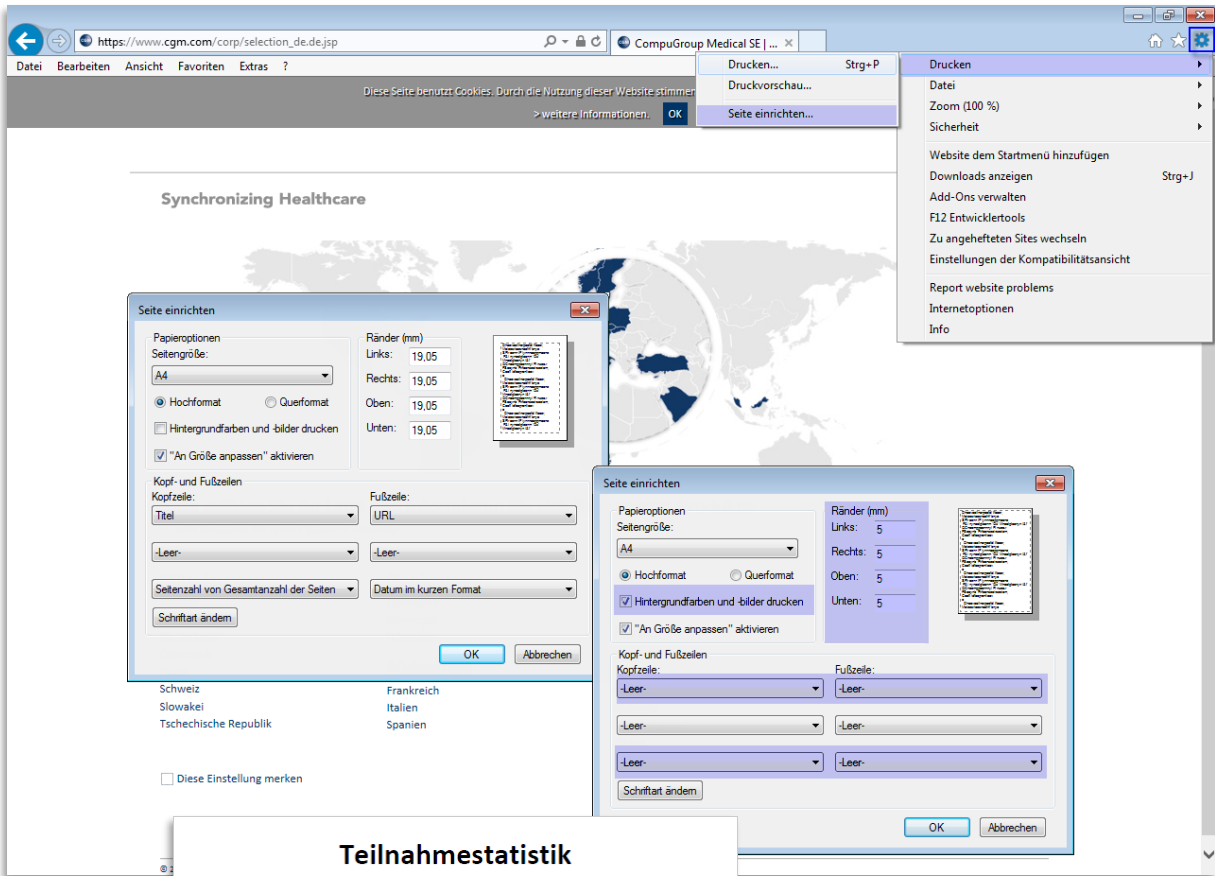 https://www.cgm.com/corp/selection_de.de.jsp
CompuGroup Medical SE | ...
Datei Bearbeiten Ansicht Favoriten Extras ?
Diese Seite benutzt Cookies. Durch die Nutzung dieser Website stimmen
> weitere Informationen. OK
Drucken... Strg+P
Druckvorschau...
Seite einrichten...
Drucken
Datei
Zoom (100 %)
Sicherheit
Website dem Startmenü hinzufügen
Downloads anzeigen Strg+J
Add-Ons verwalten
F12 Entwicklertools
Zu angehefteten Sites wechseln
Einstellungen der Kompatibilitätsansicht
Report website problems
Internetoptionen
Info
Synchronizing Healthcare
Seite einrichten
Papieroptionen
Seitengröße:
A4
Hochformat Querformat
Hintergrundfarben und -bilder drucken
"An Größe anpassen" aktivieren
Ränder (mm)
Links: 19,05
Rechts: 19,05
Oben: 19,05
Unten: 19,05
Kopf- und Fußzeilen
Kopfzeile: Fußzeile:
Titel URL
-Leer- -Leer-
Seitenzahl von Gesamtanzahl der Seiten Datum im kurzen Format
Schriftart ändern
OK Abbrechen
Seite einrichten
Papieroptionen
Seitengröße:
A4
Hochformat Querformat
Hintergrundfarben und -bilder drucken
"An Größe anpassen" aktivieren
Ränder (mm)
Links: 5
Rechts: 5
Oben: 5
Unten: 5
Kopf- und Fußzeilen
Kopfzeile: Fußzeile:
-Leer- -Leer-
-Leer- -Leer-
-Leer- -Leer-
Schriftart ändern
OK Abbrechen
Schweiz Frankreich
Slowakei Italien
Tschechische Republik Spanien
Diese Einstellung merken
Teilnahmestatistik
©